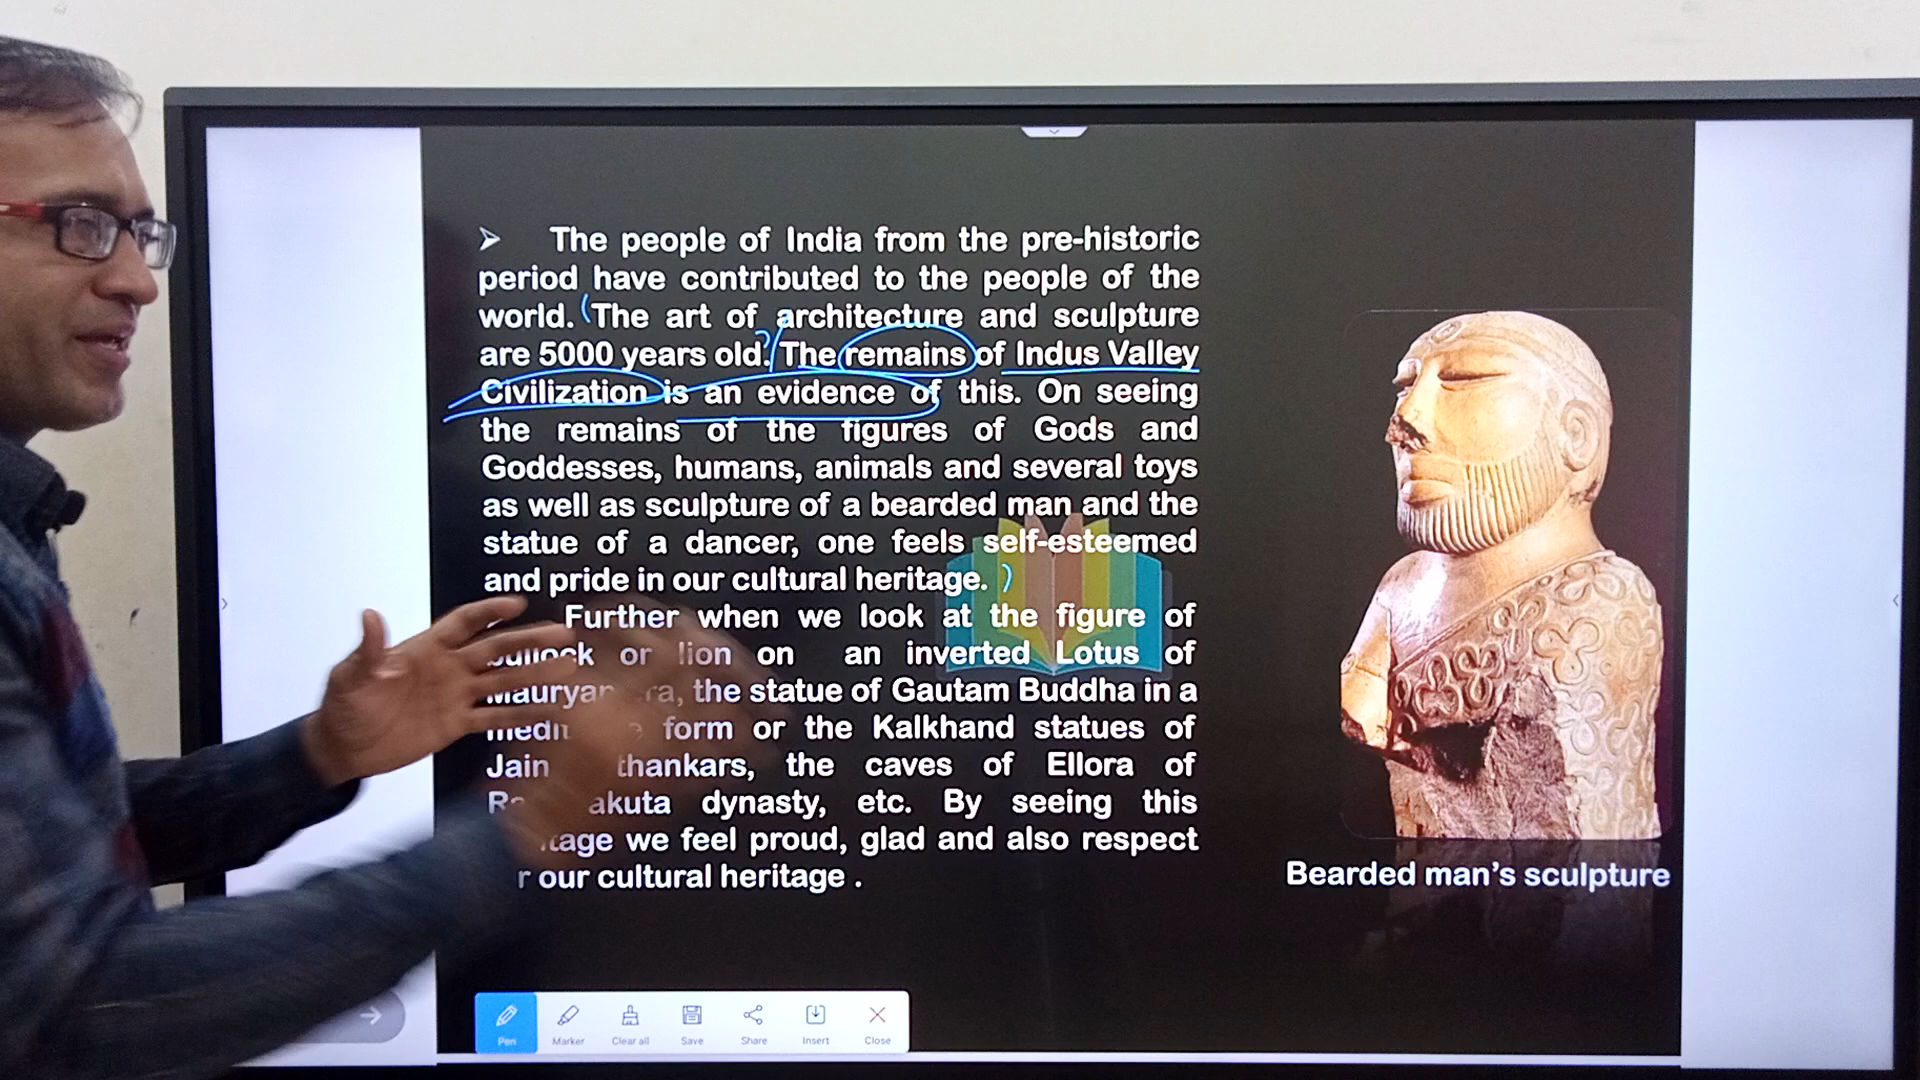 ➢ The people of India from the pre-historic
period have contributed to the people of the
world. The art of architecture and sculpture
are 5000 years old. The remains of Indus Valley
Civilization is an evidence of this. On seeing
the remains of the figures of Gods and
Goddesses, humans, animals and several toys
as well as sculpture of a bearded man and the
statue of a dancer, one feels self-esteemed
and pride in our cultural heritage.
Further when we look at the figure of
bullock or lion on an inverted Lotus of
Mauryan era, the statue of Gautam Buddha in a
form or the Kalkhand statues of
Jain thankars, the caves of Ellora of
akuta dynasty, etc. By seeing this
tage we feel proud, glad and also respect
r our cultural heritage .
Bearded man's sculpture
Pen Marker Clear all Save Share Insert Close